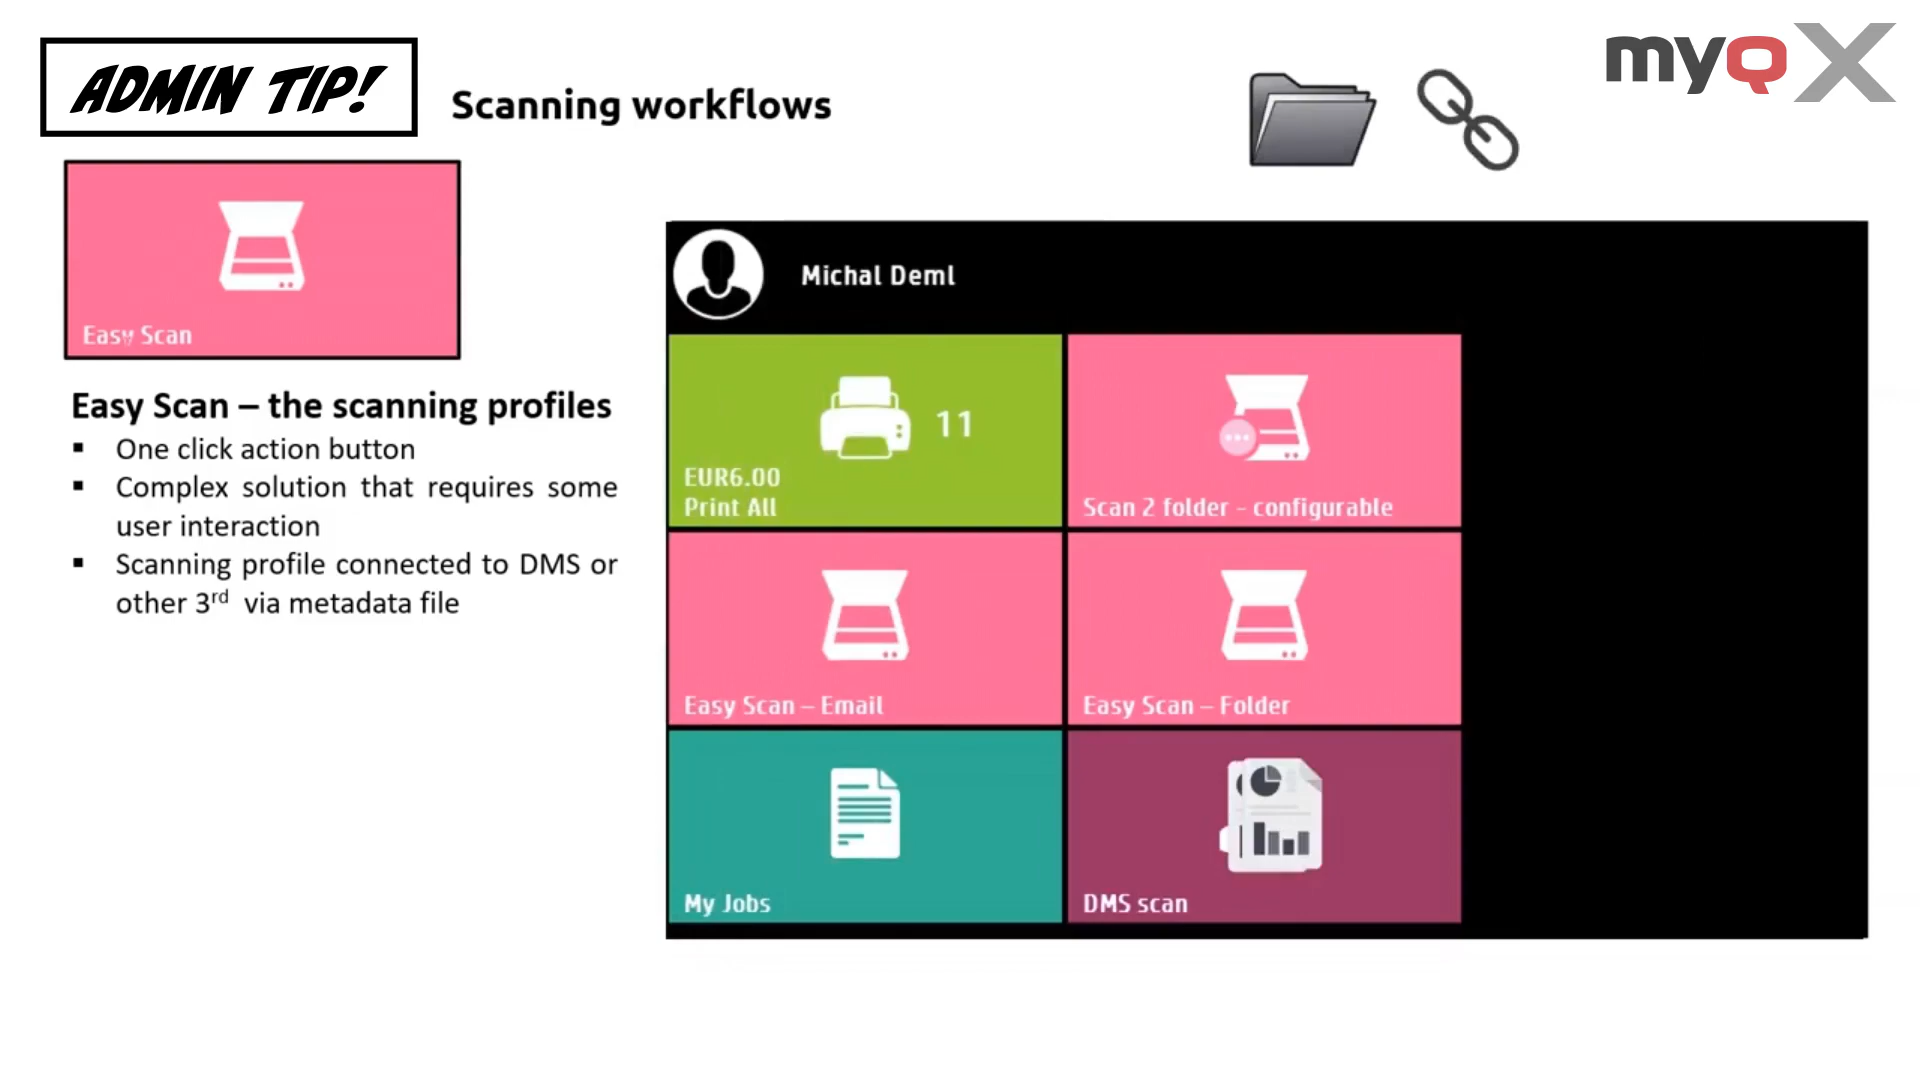 ADMIN TIP!
Scanning workflows
myQ X
Easy Scan
Easy Scan – the scanning profiles
▪ One click action button
▪ Complex solution that requires some
user interaction
▪ Scanning profile connected to DMS or
other 3rd via metadata file
Michal Deml
11
EUR6.00
Print All
Scan 2 folder - configurable
Easy Scan – Email
Easy Scan – Folder
My Jobs
DMS scan